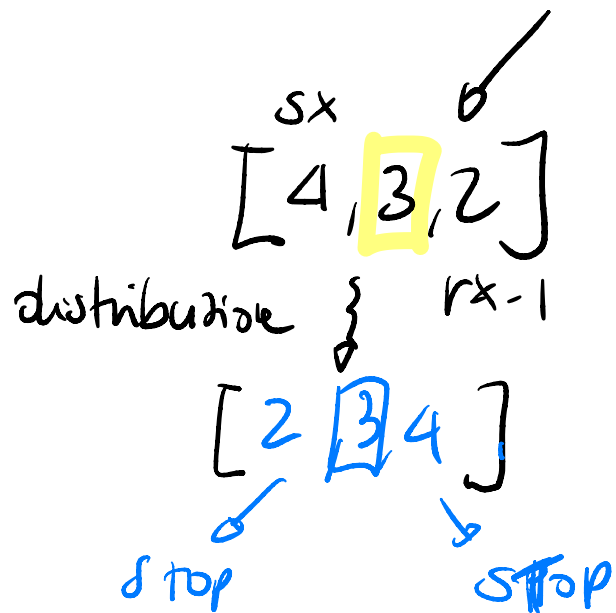 sx
[4, 3, 2]
distribuzione rx-1
[2 3 4]
stop stop